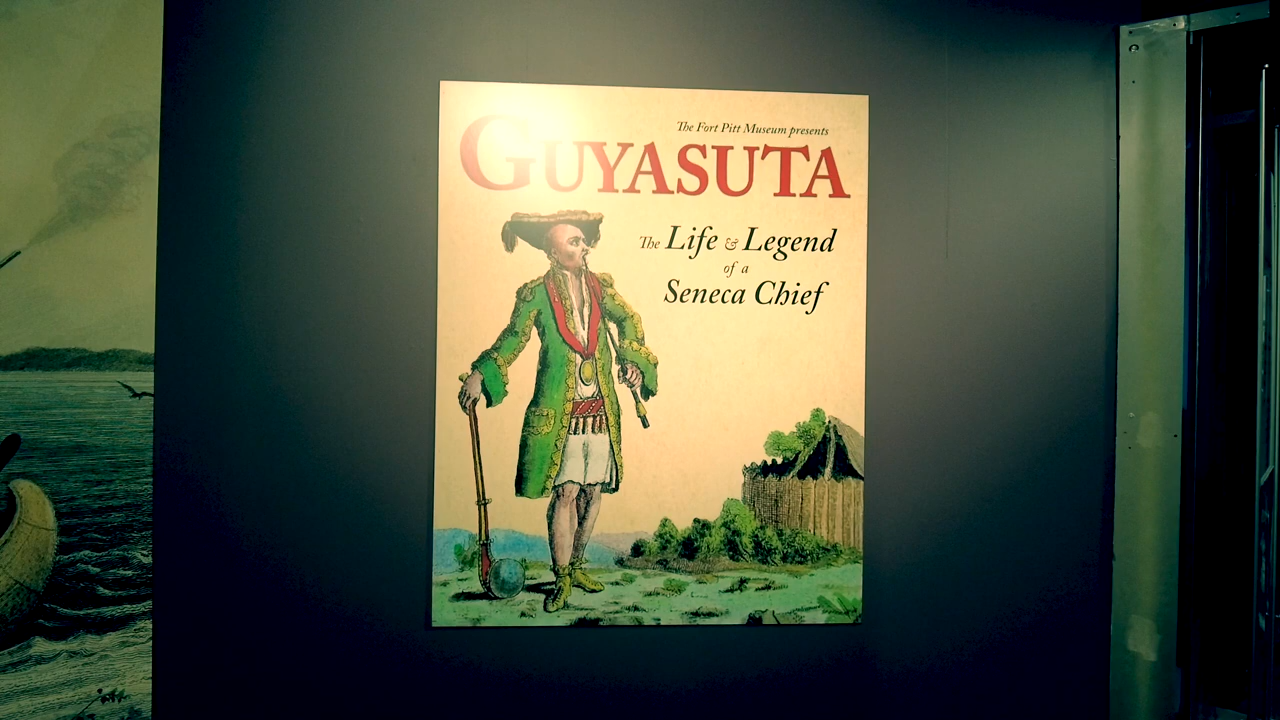 The Fort Pitt Museum presents
GUYASUTA
The Life & Legend
of a
Seneca Chief